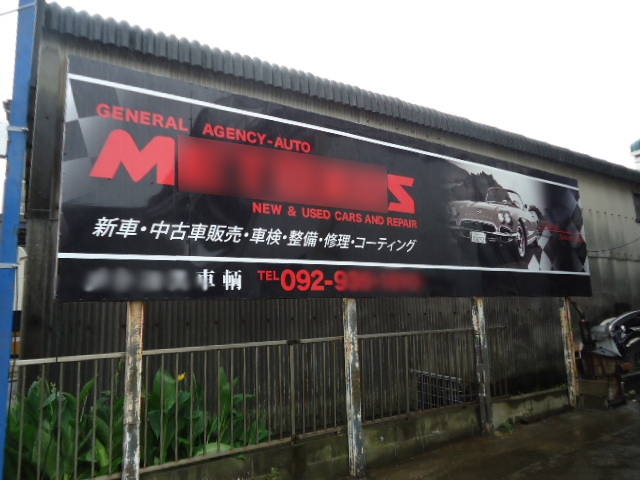 GENERAL AGENCY-AUTO
NEW & USED CARS AND REPAIR
新車・中古車販売・車検・整備・修理・コーティング
車輌 TEL 092-9